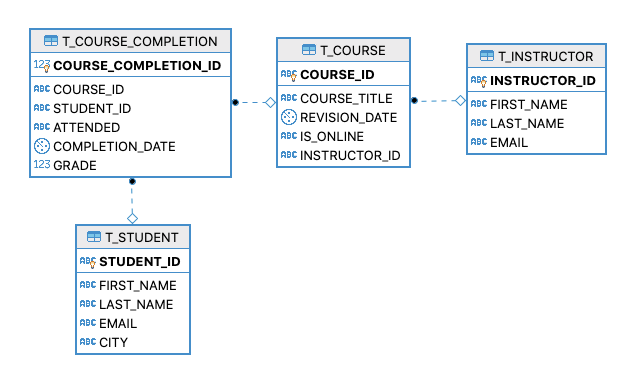 T_COURSE_COMPLETION
123 COURSE_COMPLETION_ID
ABC COURSE_ID
ABC STUDENT_ID
ABC ATTENDED
COMPLETION_DATE
123 GRADE
T_COURSE
ABC COURSE_ID
ABC COURSE_TITLE
REVISION_DATE
ABC IS_ONLINE
ABC INSTRUCTOR_ID
T_INSTRUCTOR
ABC INSTRUCTOR_ID
ABC FIRST_NAME
ABC LAST_NAME
ABC EMAIL
T_STUDENT
ABC STUDENT_ID
ABC FIRST_NAME
ABC LAST_NAME
ABC EMAIL
ABC CITY